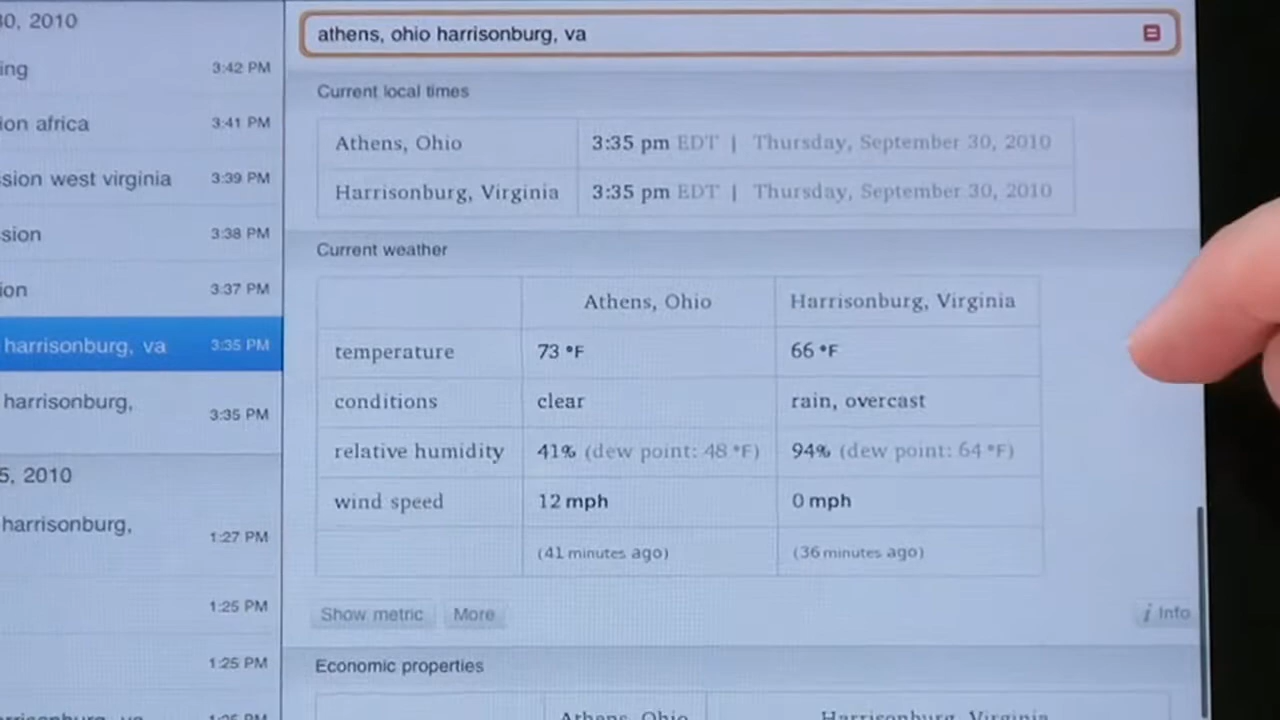 30, 2010
ing 3:42 PM
ion africa 3:41 PM
sion west virginia 3:39 PM
sion 3:38 PM
ion 3:37 PM
harrisonburg, va 3:35 PM
harrisonburg, 3:35 PM
5, 2010
harrisonburg, 1:27 PM
1:25 PM
1:25 PM
athens, ohio harrisonburg, va
Current local times
Athens, Ohio 3:35 pm EDT | Thursday, September 30, 2010
Harrisonburg, Virginia 3:35 pm EDT | Thursday, September 30, 2010
Current weather
Athens, Ohio Harrisonburg, Virginia
temperature 73 °F 66 °F
conditions clear rain, overcast
relative humidity 41% (dew point: 48 °F) 94% (dew point: 64 °F)
wind speed 12 mph 0 mph
(41 minutes ago) (36 minutes ago)
Show metric More i Info
Economic properties
Athens, Ohio Harrisonburg, Virginia